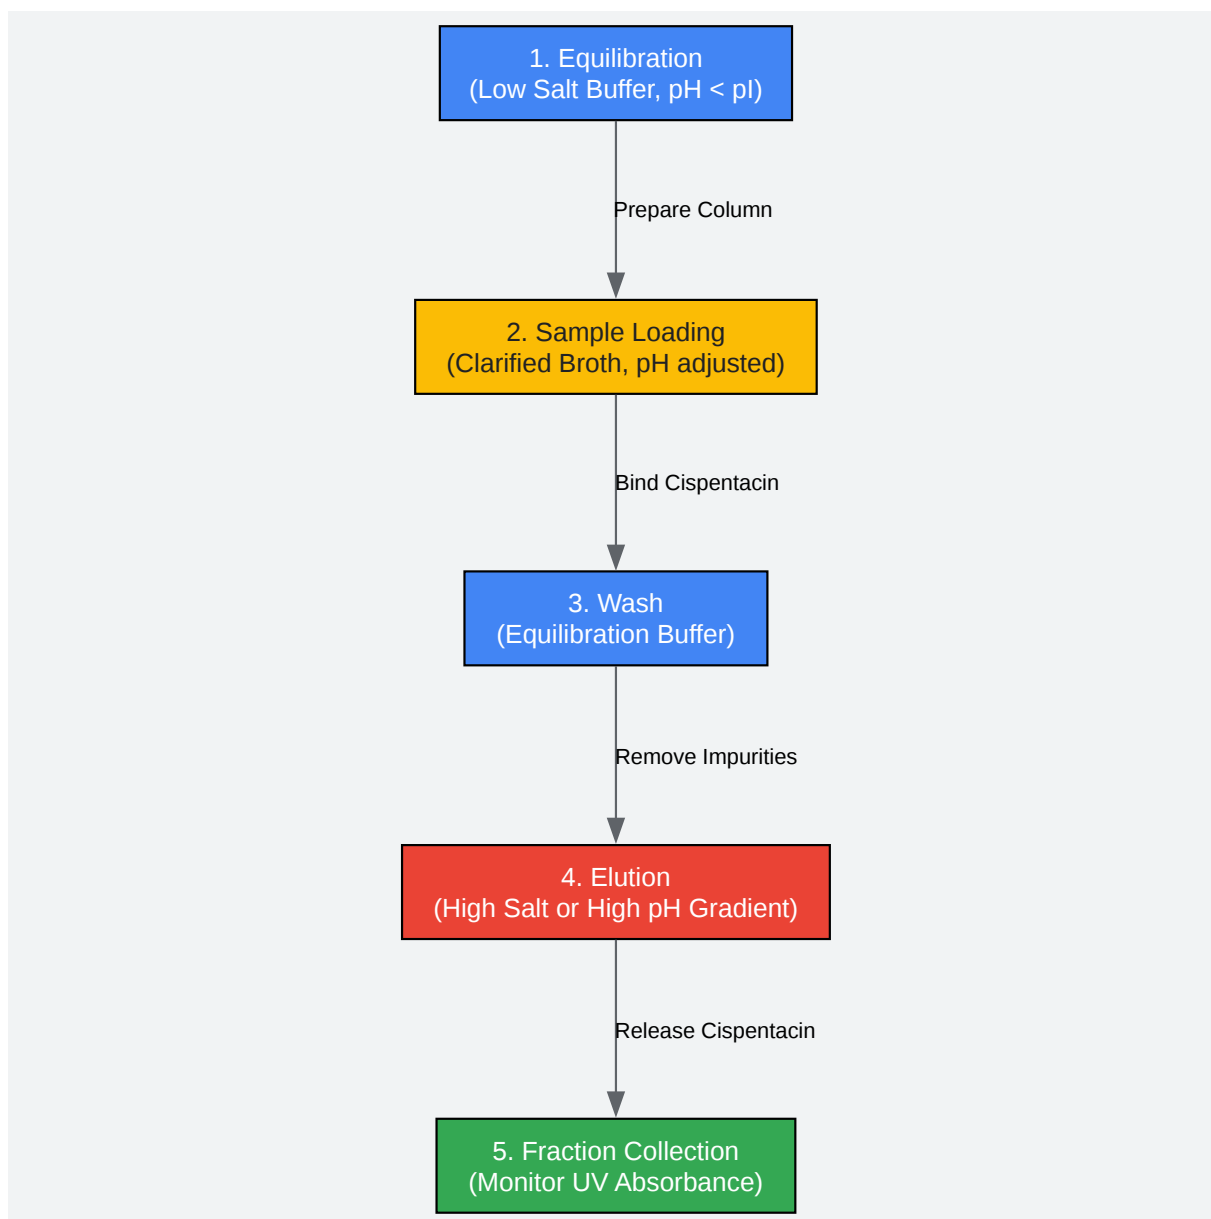 1. Equilibration
(Low Salt Buffer, pH < pI)
Prepare Column
2. Sample Loading
(Clarified Broth, pH adjusted)
Bind Cispentacin
3. Wash
(Equilibration Buffer)
Remove Impurities
4. Elution
(High Salt or High pH Gradient)
Release Cispentacin
5. Fraction Collection
(Monitor UV Absorbance)